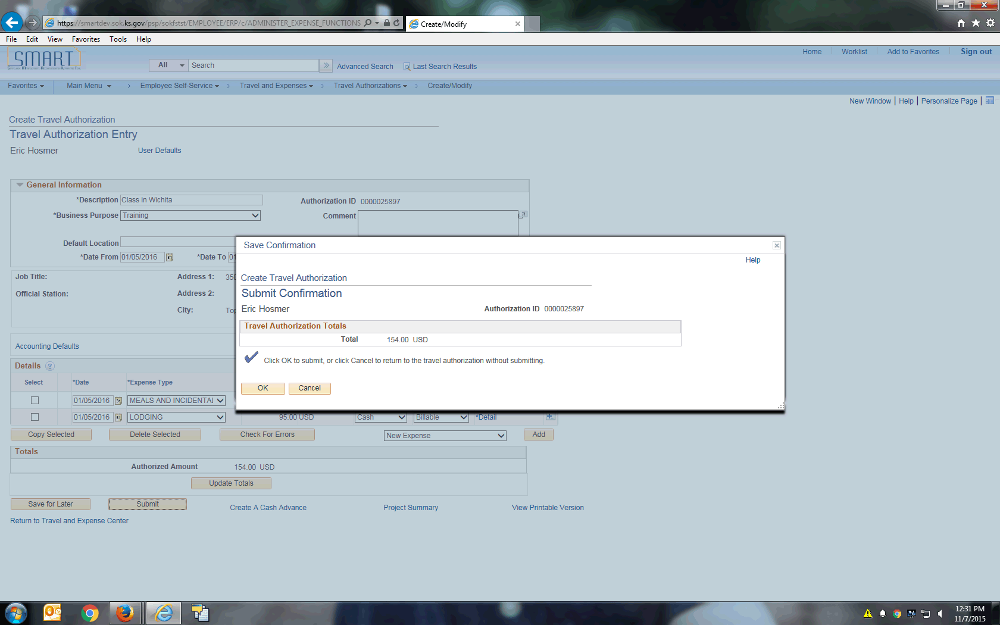 https://smartdev.sok.ks.gov/psp/sokfstst/EMPLOYEE/ERP/c/ADMINISTER_EXPENSE_FUNCTIONS
Create/Modify
File Edit View Favorites Tools Help
SMART
Home Worklist Add to Favorites Sign out
All Search Advanced Search Last Search Results
Favorites Main Menu > Employee Self-Service > Travel and Expenses > Travel Authorizations > Create/Modify
New Window | Help | Personalize Page |
Create Travel Authorization
Travel Authorization Entry
Eric Hosmer User Defaults
General Information
*Description Class in Wichita Authorization ID 0000025897
*Business Purpose Training Comment
Default Location
*Date From 01/05/2016 31 *Date To 01
Job Title: Address 1: 350
Official Station: Address 2:
City: Top
Save Confirmation
Help
Create Travel Authorization
Submit Confirmation
Eric Hosmer Authorization ID 0000025897
Travel Authorization Totals
Total 154.00 USD
Click OK to submit, or click Cancel to return to the travel authorization without submitting.
OK Cancel
Accounting Defaults
Details ?
Select *Date *Expense Type
01/05/2016 31 MEALS AND INCIDENTAL
01/05/2016 31 LODGING 95.00 USD Cash Billable *Detail
Copy Selected Delete Selected Check For Errors New Expense Add
Totals
Authorized Amount 154.00 USD
Update Totals
Save for Later Submit Create A Cash Advance Project Summary View Printable Version
Return to Travel and Expense Center
12:31 PM
11/7/2015